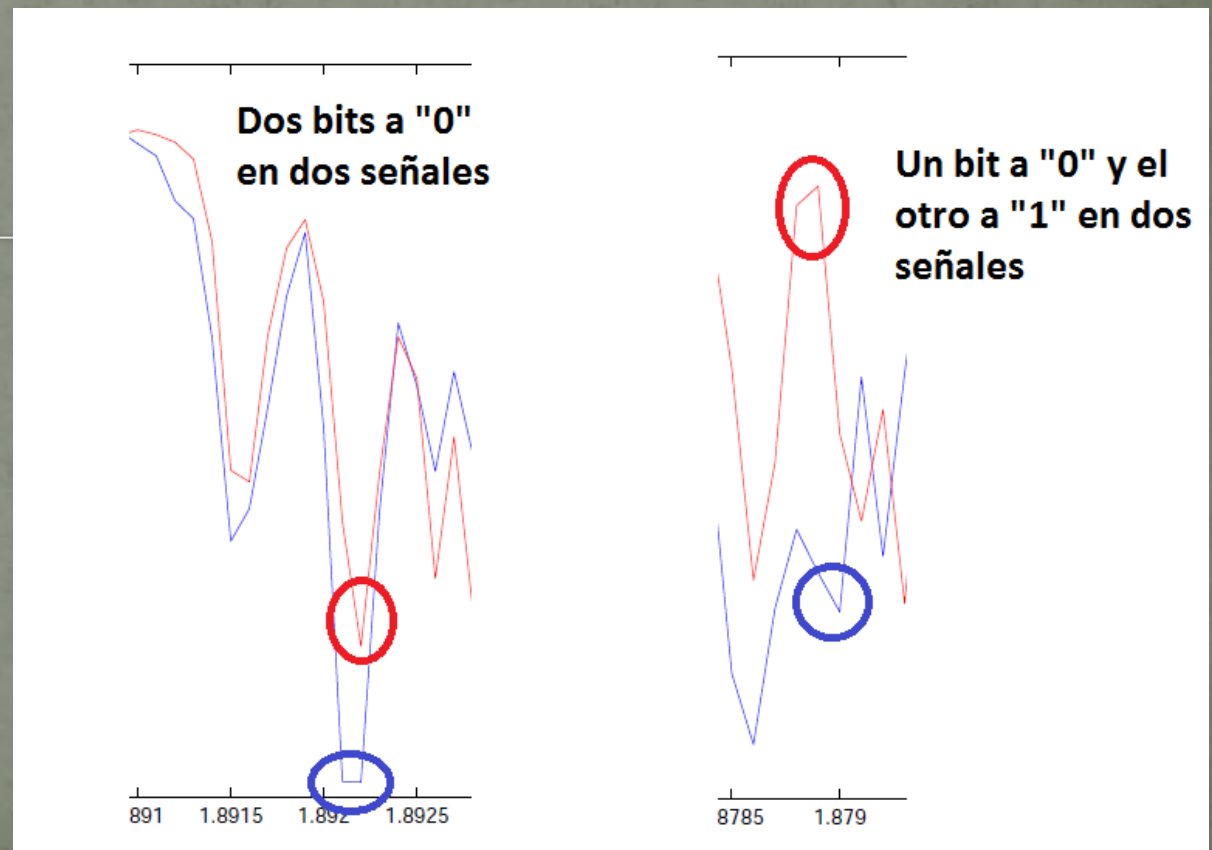 Dos bits a "0"
en dos señales
Un bit a "0" y el
otro a "1" en dos
señales
891 1.8915 1.892 1.8925
8785 1.879